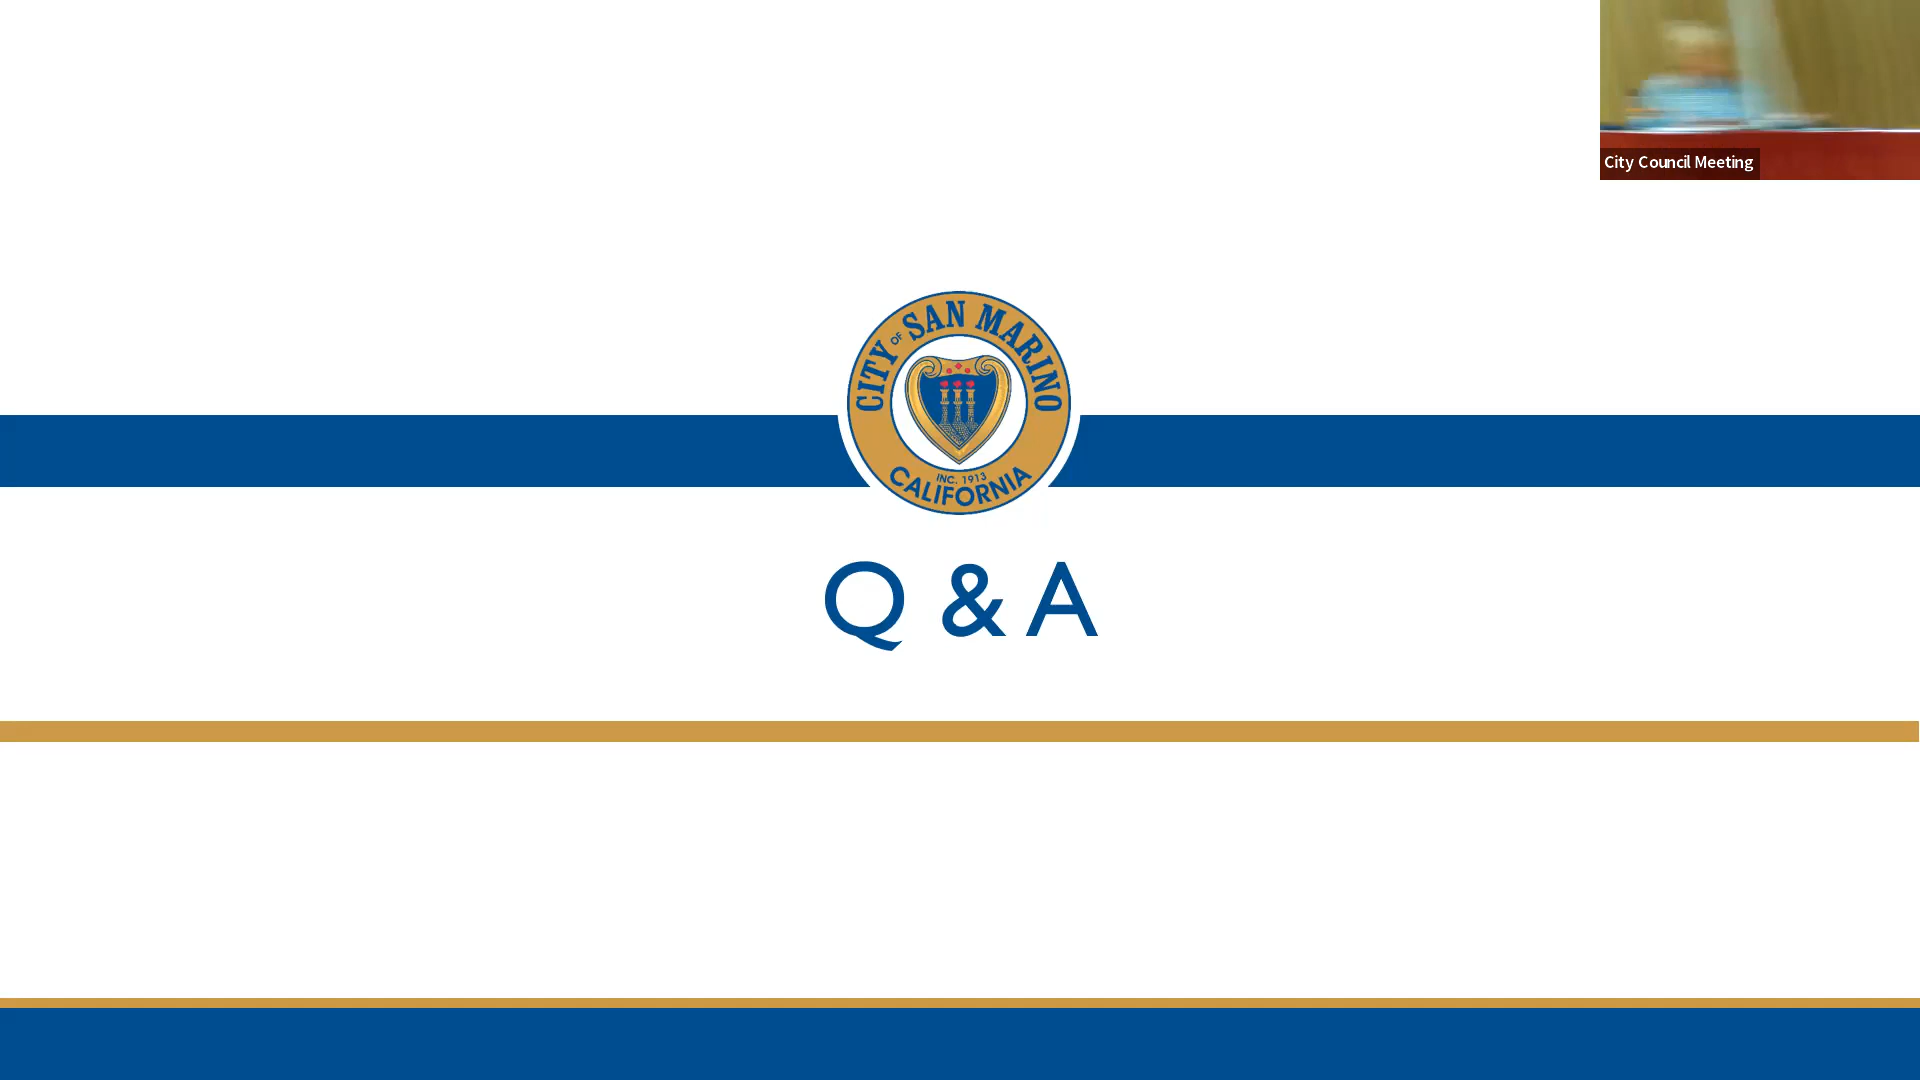 City Council Meeting
CITY OF SAN MARINO
INC. 1913
CALIFORNIA
Q & A